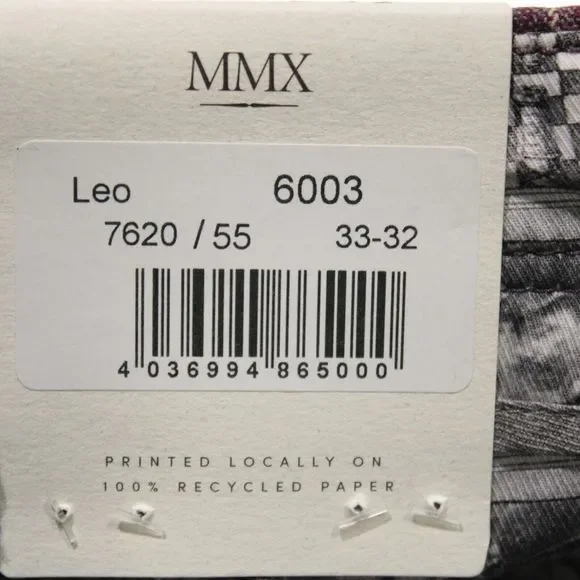 MMX
Leo 6003
7620 / 55 33-32
4 036994 865000
PRINTED LOCALLY ON
100% RECYCLED PAPER